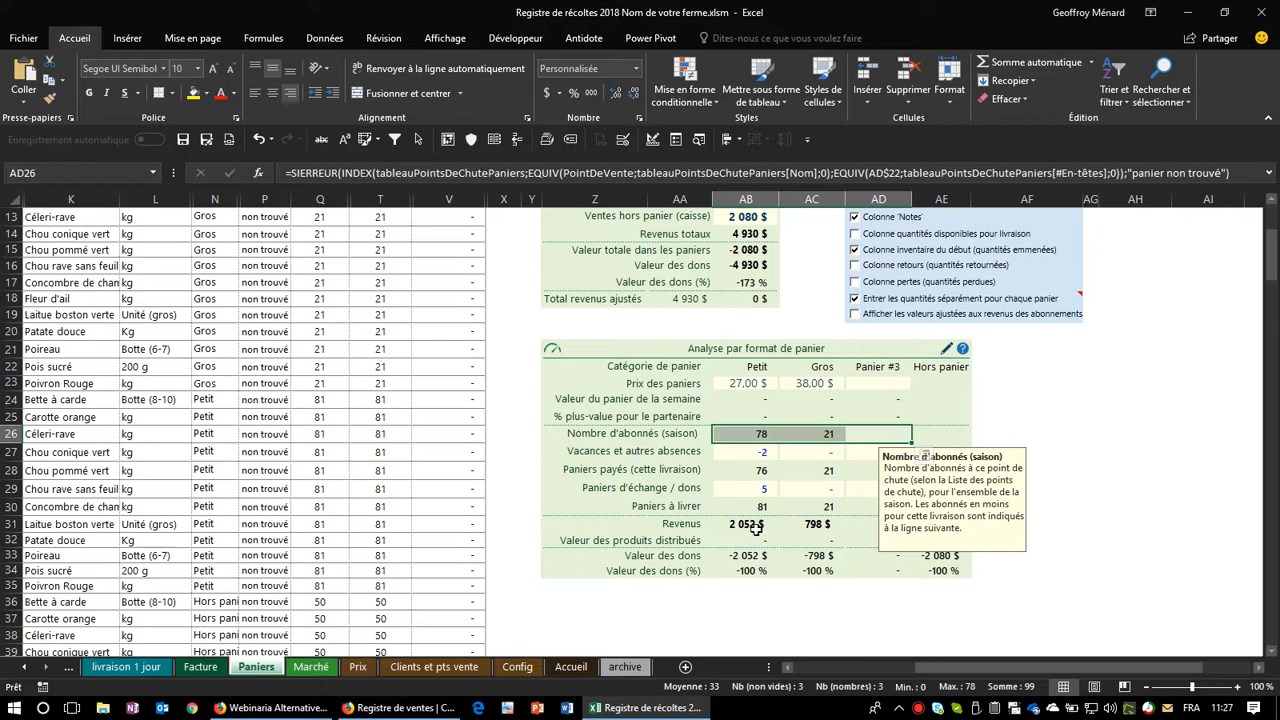 Registre de récoltes 2018 Nom de votre ferme.xlsm – Excel
Geoffroy Ménard
Fichier Accueil Insérer Mise en page Formules Données Révision Affichage Développeur Antidote Power Pivot Dites-nous ce que vous voulez faire Partager
Coller
Segoe UI Symbol 10
G I S
Renvoyer à la ligne automatiquement
Fusionner et centrer
Personnalisée
$ % 000
Mise en forme conditionnelle
Mettre sous forme de tableau
Styles de cellules
Insérer Supprimer Format
Somme automatique
Recopier
Effacer
Trier et filtrer
Rechercher et sélectionner
Presse-papiers Police Alignement Nombre Styles Cellules Édition
Enregistrement automatique
AD26
=SIERREUR(INDEX(tableauPointsDeChutePaniers;EQUIV(PointDeVente;tableauPointsDeChutePaniers[Nom];0);EQUIV(AD$22;tableauPointsDeChutePaniers[#En-têtes];0));"panier non trouvé")
K L N P Q T V X Y Z AA AB AC AD AE AF AG AH AI
13 Céleri-rave kg Gros non trouvé 21 21 -
14 Chou conique vert kg Gros non trouvé 21 21 -
15 Chou pommé vert kg Gros non trouvé 21 21 -
16 Chou rave sans feuil kg Gros non trouvé 21 21 -
17 Concombre de cham kg Gros non trouvé 21 21 -
18 Fleur d'ail kg Gros non trouvé 21 21 -
19 Laitue boston verte Unité (gros) Gros non trouvé 21 21 -
20 Patate douce kg Gros non trouvé 21 21 -
21 Poireau Botte (6-7) Gros non trouvé 21 21 -
22 Pois sucré 200 g Gros non trouvé 21 21 -
23 Poivron Rouge kg Gros non trouvé 21 21 -
24 Bette à carde Botte (8-10) Petit non trouvé 81 81 -
25 Carotte orange kg Petit non trouvé 81 81 -
26 Céleri-rave kg Petit non trouvé 81 81 -
27 Chou conique vert kg Petit non trouvé 81 81 -
28 Chou pommé vert kg Petit non trouvé 81 81 -
29 Chou rave sans feuil kg Petit non trouvé 81 81 -
30 Concombre de cham kg Petit non trouvé 81 81 -
31 Laitue boston verte Unité (gros) Petit non trouvé 81 81 -
32 Patate douce kg Petit non trouvé 81 81 -
33 Poireau Botte (6-7) Petit non trouvé 81 81 -
34 Pois sucré 200 g Petit non trouvé 81 81 -
35 Poivron Rouge kg Petit non trouvé 81 81 -
36 Bette à carde Botte (8-10) Hors pani non trouvé 50 50 -
37 Carotte orange kg Hors pani non trouvé 50 50 -
38 Céleri-rave kg Hors pani non trouvé 50 50 -
39 Chou conique vert kg Hors pani non trouvé 50 50 -
Ventes hors panier (caisse) 2 080 $
Revenus totaux 4 930 $
Valeur totale dans les paniers -2 080 $
Valeur des dons -4 930 $
Valeur des dons (%) -173 %
Total revenus ajustés 4 930 $ 0 $
Colonne 'Notes'
Colonne quantités disponibles pour livraison
Colonne inventaire du début (quantités emmenées)
Colonne retours (quantités retournées)
Colonne pertes (quantités perdues)
Entrer les quantités séparément pour chaque panier
Afficher les valeurs ajustées aux revenus des abonnements
Analyse par format de panier
Catégorie de panier Petit Gros Panier #3 Hors panier
Prix des paniers 27,00 $ 38,00 $
Valeur du panier de la semaine - - -
% plus-value pour le partenaire - - -
Nombre d'abonnés (saison) 78 21
Vacances et autres absences -2 -
Paniers payés (cette livraison) 76 21
Paniers d'échange / dons 5 -
Paniers à livrer 81 21
Revenus 2 052 $ 798 $
Valeur des produits distribués - -
Valeur des dons -2 052 $ -798 $ - -2 080 $
Valeur des dons (%) -100 % -100 % - -100 %
Nombre d'abonnés (saison)
Nombre d'abonnés à ce point de
chute (selon la Liste des points
de chute), pour l'ensemble de la
saison. Les abonnés en moins
pour cette livraison sont indiqués
à la ligne suivante.
... livraison 1 jour Facture Paniers Marché Prix Clients et pts vente Config Accueil archive
Prêt Moyenne : 33 Nb (non vides) : 3 Nb (nombres) : 3 Min. : 0 Max. : 78 Somme : 99 100 %
Webinaria Alternative... Registre de ventes | C... Registre de récoltes 2... FRA 11:27